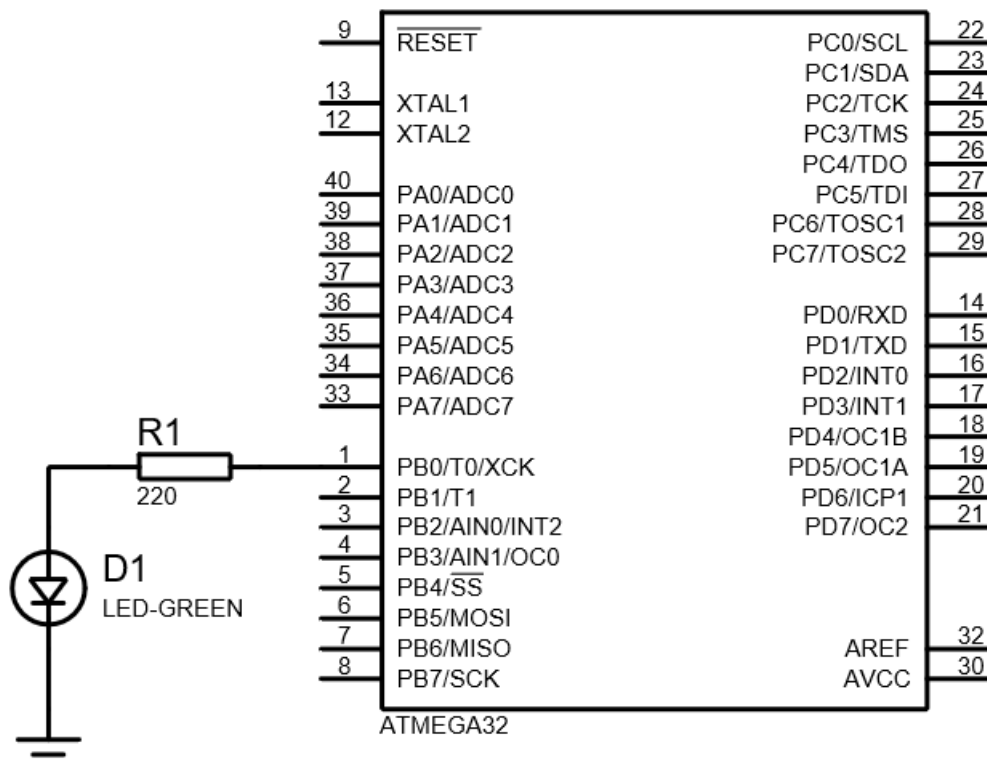 9 RESET PC0/SCL 22
PC1/SDA 23
13 XTAL1 PC2/TCK 24
12 XTAL2 PC3/TMS 25
PC4/TDO 26
40 PA0/ADC0 PC5/TDI 27
39 PA1/ADC1 PC6/TOSC1 28
38 PA2/ADC2 PC7/TOSC2 29
37 PA3/ADC3
36 PA4/ADC4 PD0/RXD 14
35 PA5/ADC5 PD1/TXD 15
34 PA6/ADC6 PD2/INT0 16
33 PA7/ADC7 PD3/INT1 17
PD4/OC1B 18
R1
1 PB0/T0/XCK PD5/OC1A 19
220
2 PB1/T1 PD6/ICP1 20
3 PB2/AIN0/INT2 PD7/OC2 21
4 PB3/AIN1/OC0
D1
5 PB4/SS
LED-GREEN
6 PB5/MOSI
7 PB6/MISO AREF 32
8 PB7/SCK AVCC 30
ATMEGA32